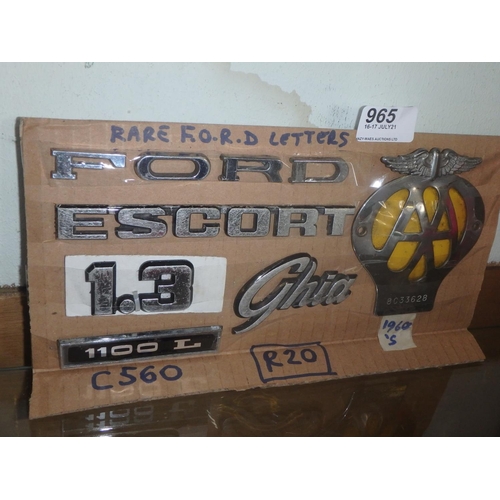 965
16-17 JULY21
RARE F.O.R.D LETTERS
FORD
ESCORT
AA
1.3
Ghia
8C33628
1960
'S
1100 L
C560
R20